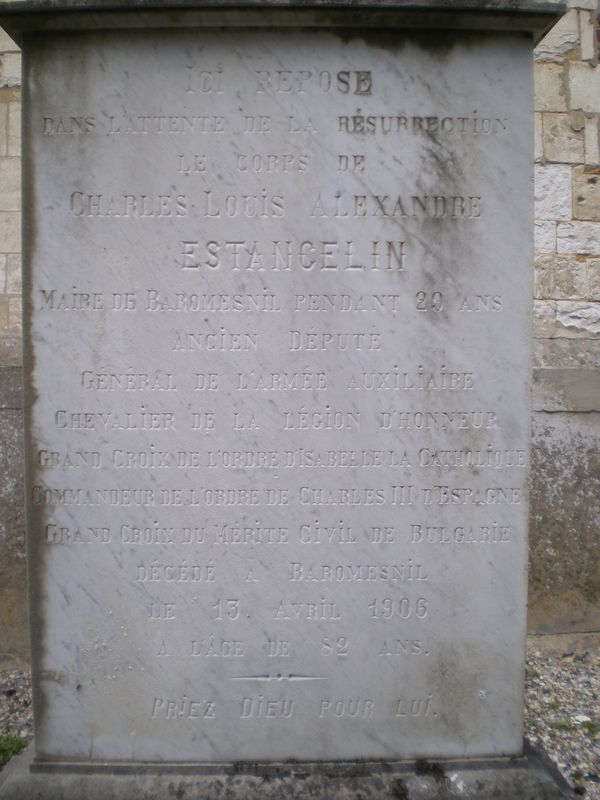 ICI REPOSE
DANS L'ATTENTE DE LA RÉSURRECTION
LE CORPS DE
CHARLES LOUIS ALEXANDRE
ESTANCELIN
MAIRE DE BAROMESNIL PENDANT 29 ANS
ANCIEN DÉPUTÉ
GÉNÉRAL DE L'ARMÉE AUXILIAIRE
CHEVALIER DE LA LÉGION D'HONNEUR
GRAND CROIX DE L'ORDRE D'ISABELLE LA CATHOLIQUE
COMMANDEUR DE L'ORDRE DE CHARLES III D'ESPAGNE
GRAND CROIX DU MÉRITE CIVIL DE BULGARIE
DÉCÉDÉ A BAROMESNIL
LE 13 AVRIL 1906
A L'ÂGE DE 82 ANS.
PRIEZ DIEU POUR LUI.